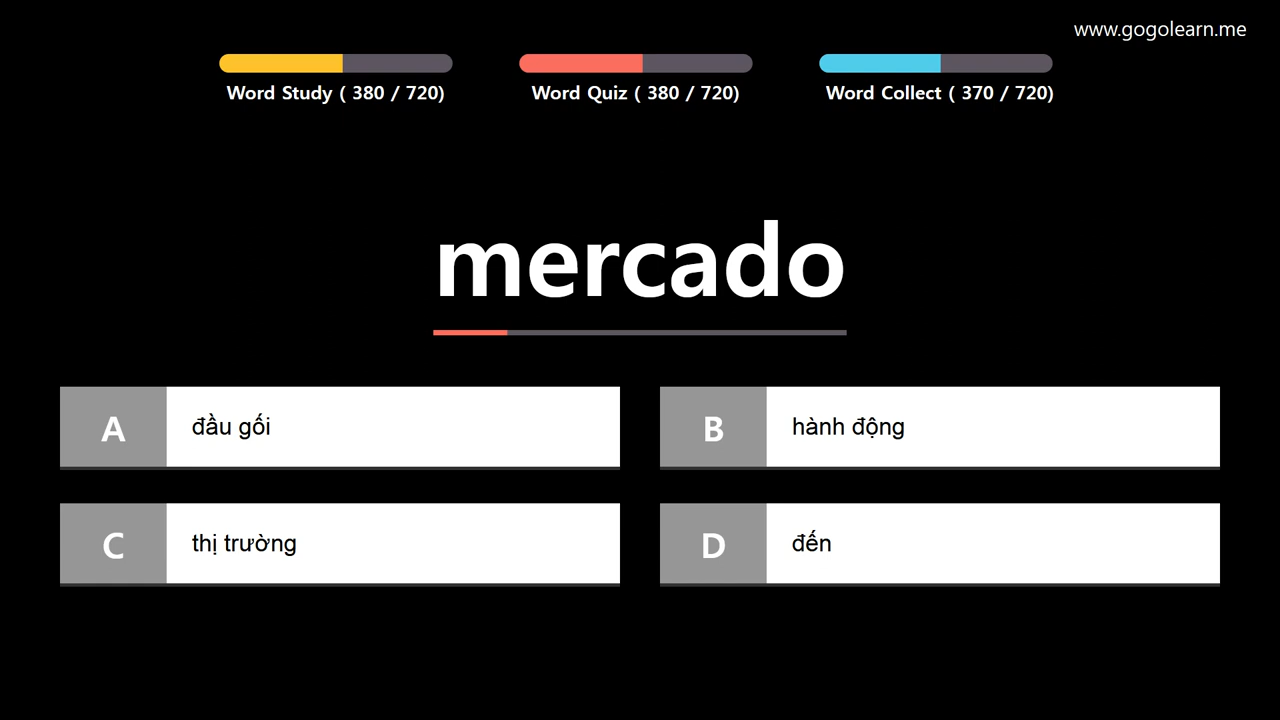 www.gogolearn.me
Word Study ( 380 / 720)
Word Quiz ( 380 / 720)
Word Collect ( 370 / 720)
mercado
A
đầu gối
B
hành động
C
thị trường
D
đến